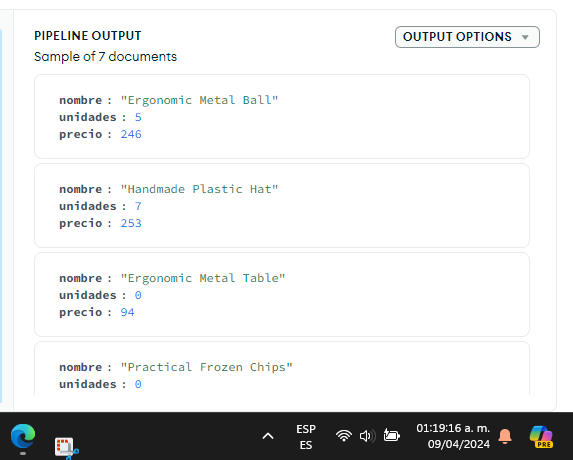 PIPELINE OUTPUT
OUTPUT OPTIONS
Sample of 7 documents
nombre : "Ergonomic Metal Ball"
unidades : 5
precio : 246
nombre : "Handmade Plastic Hat"
unidades : 7
precio : 253
nombre : "Ergonomic Metal Table"
unidades : 0
precio : 94
nombre : "Practical Frozen Chips"
unidades : 0
ESP
ES
01:19:16 a. m.
09/04/2024
PRE